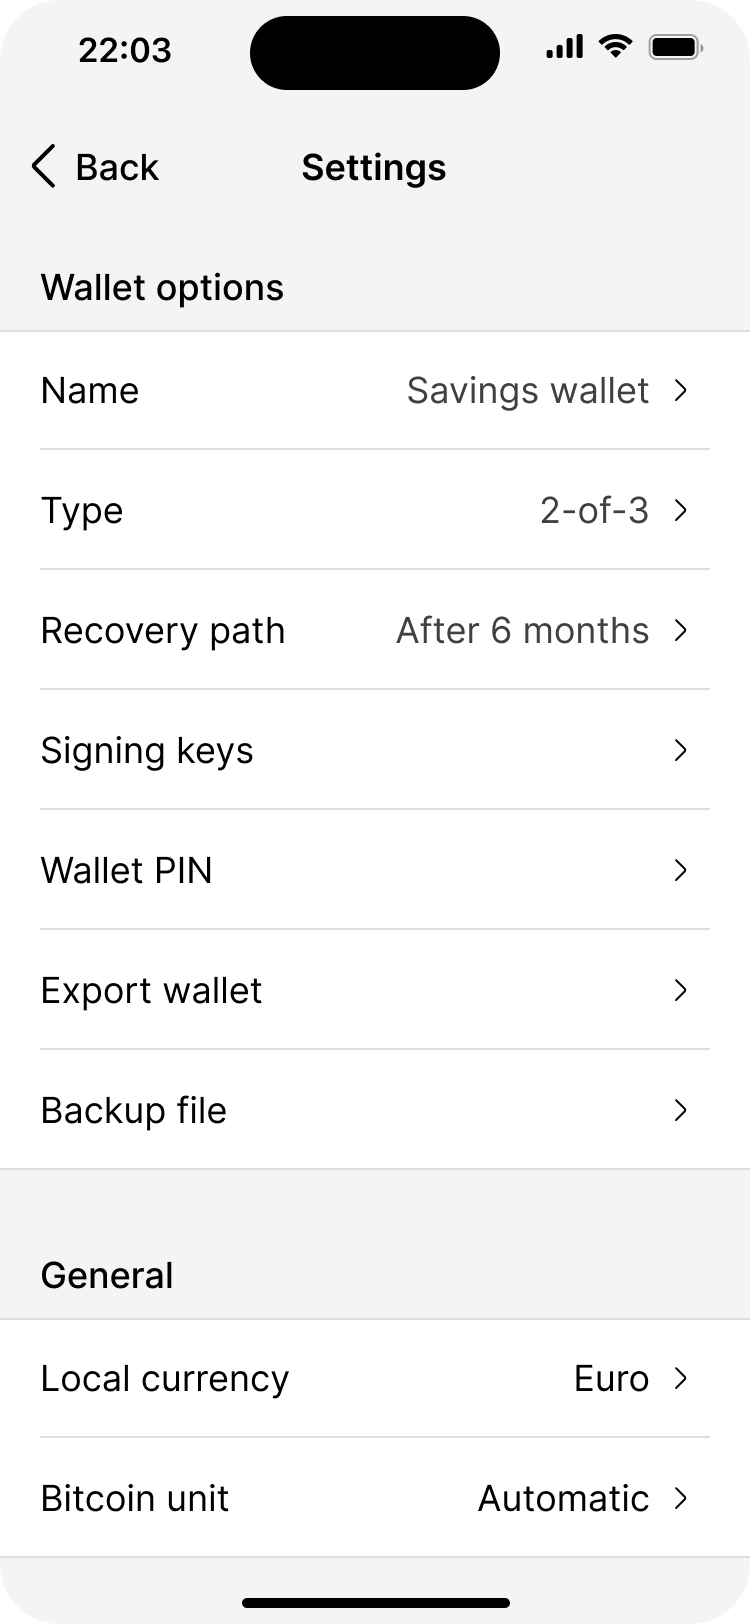 22:03
Back
Settings
Wallet options
Name Savings wallet
Type 2-of-3
Recovery path After 6 months
Signing keys
Wallet PIN
Export wallet
Backup file
General
Local currency Euro
Bitcoin unit Automatic